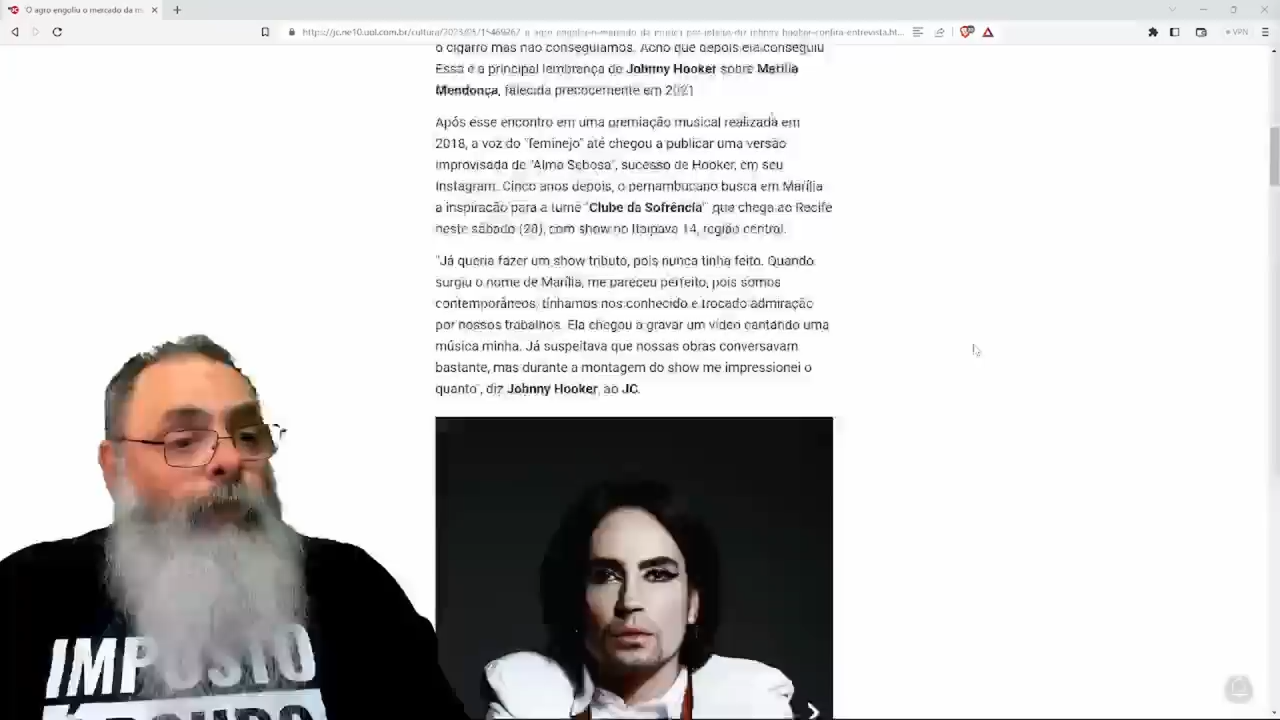 'O agro engoliu o mercado da m
https://jc.ne10.uol.com.br/cultura/2023/03/15469267-o-agro-engoliu-o-mercado-da-musica-por-inteiro-diz-johnny-hooker-confira-entrevista.ht...
VPN
o cigarro mas não conseguíamos. Acho que depois ela conseguiu
Essa é a principal lembrança de Johnny Hooker sobre Marília
Mendonça, falecida precocemente em 2021
Após esse encontro em uma premiação musical realizada em
2018, a voz do "feminejo" até chegou a publicar uma versão
improvisada de "Alma Sebosa", sucesso de Hooker, em seu
Instagram. Cinco anos depois, o pernambucano busca em Marília
a inspiração para a turnê "Clube da Sofrência" que chega ao Recife
neste sábado (), com show no Itaipava 14, região central.
"Já queria fazer um show tributo, pois nunca tinha feito. Quando
surgiu o nome de Marília, me pareceu perfeito, pois somos
contemporâneos, tínhamos nos conhecido e trocado admiração
por nossos trabalhos. Ela chegou a gravar um vídeo cantando uma
música minha. Já suspeitava que nossas obras conversavam
bastante, mas durante a montagem do show me impressionei o
quanto", diz Johnny Hooker, ao JC.
IMPOSTO
É ROUBO